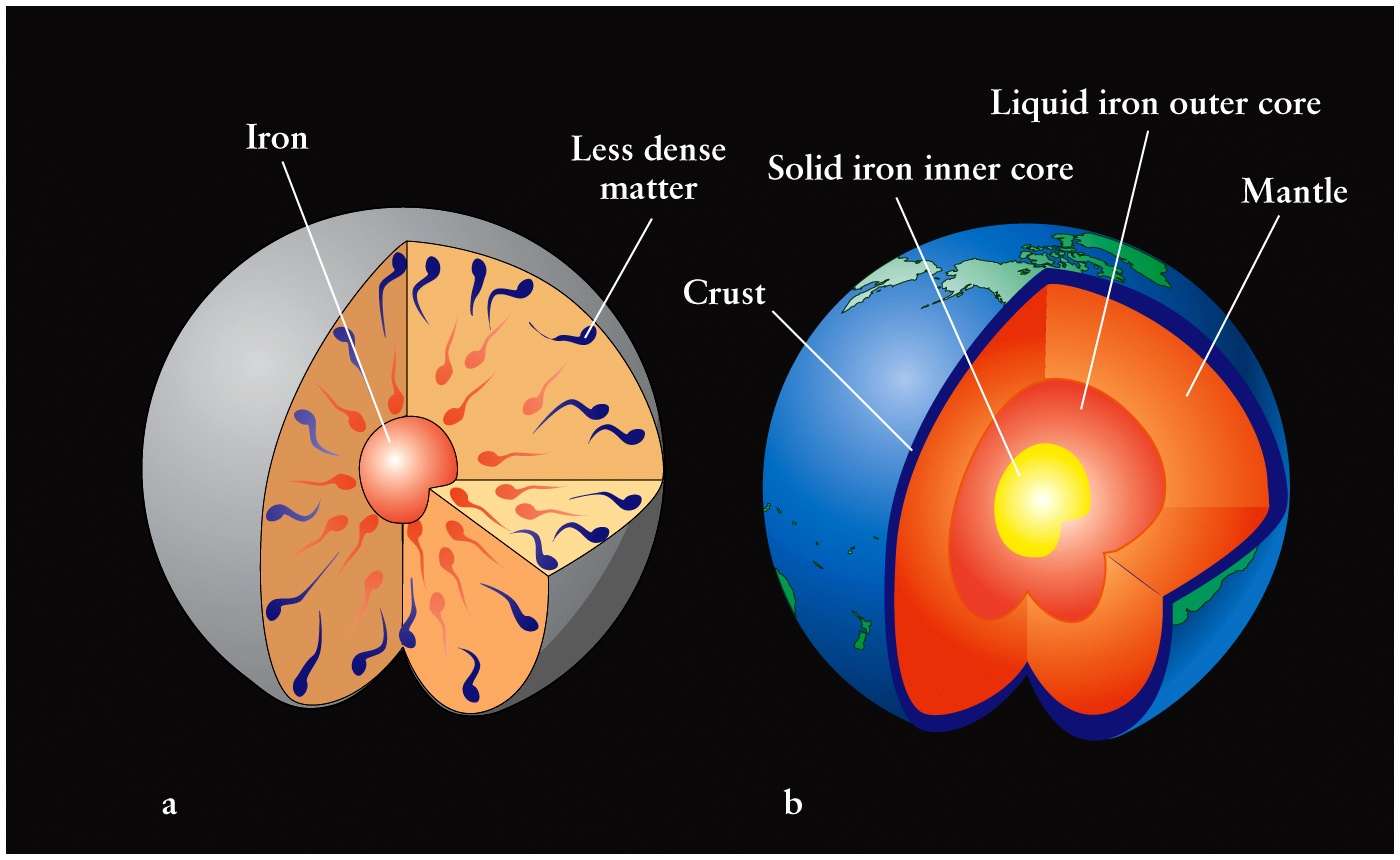 Iron
Less dense
matter
Liquid iron outer core
Solid iron inner core
Mantle
Crust
a
b